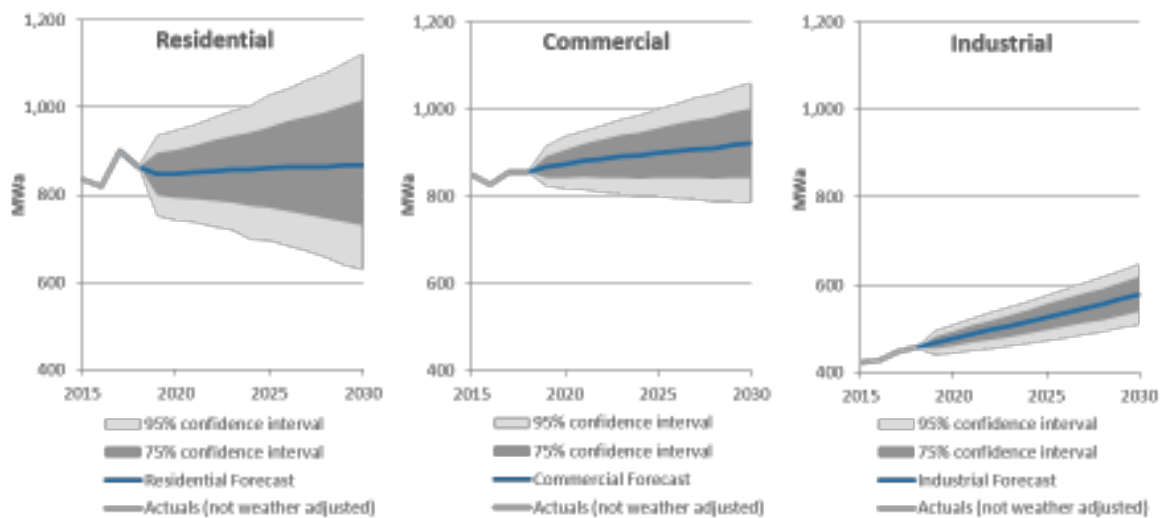 Residential
1,200
1,000
800
600
400
MWa
2015 2020 2025 2030
95% confidence interval
75% confidence interval
Residential Forecast
Actuals (not weather adjusted)
Commercial
1,200
1,000
800
600
400
MWa
2015 2020 2025 2030
95% confidence interval
75% confidence interval
Commercial Forecast
Actuals (not weather adjusted)
Industrial
1,200
1,000
800
600
400
MWa
2015 2020 2025 2030
95% confidence interval
75% confidence interval
Industrial Forecast
Actuals (not weather adjusted)